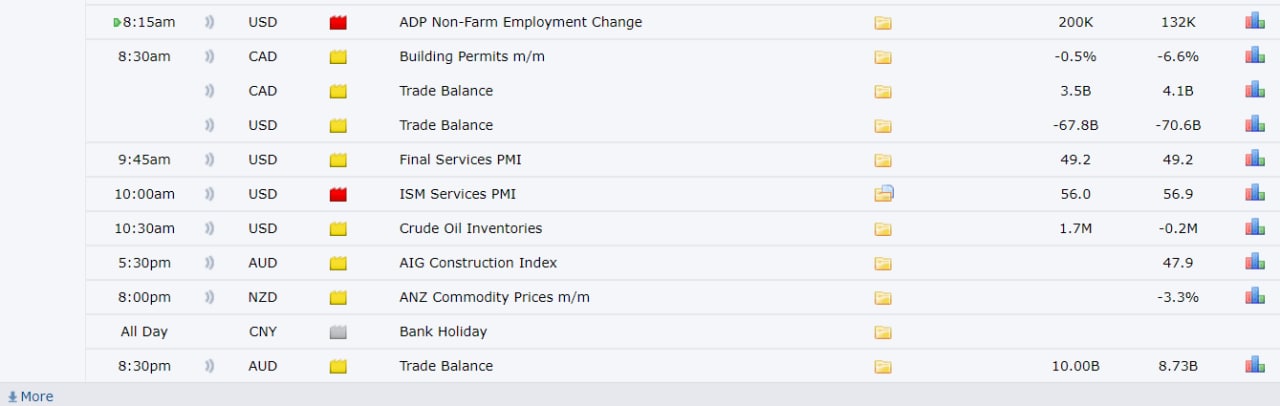 8:15am USD ADP Non-Farm Employment Change 200K 132K
8:30am CAD Building Permits m/m -0.5% -6.6%
CAD Trade Balance 3.5B 4.1B
USD Trade Balance -67.8B -70.6B
9:45am USD Final Services PMI 49.2 49.2
10:00am USD ISM Services PMI 56.0 56.9
10:30am USD Crude Oil Inventories 1.7M -0.2M
5:30pm AUD AIG Construction Index 47.9
8:00pm NZD ANZ Commodity Prices m/m -3.3%
All Day CNY Bank Holiday
8:30pm AUD Trade Balance 10.00B 8.73B
More